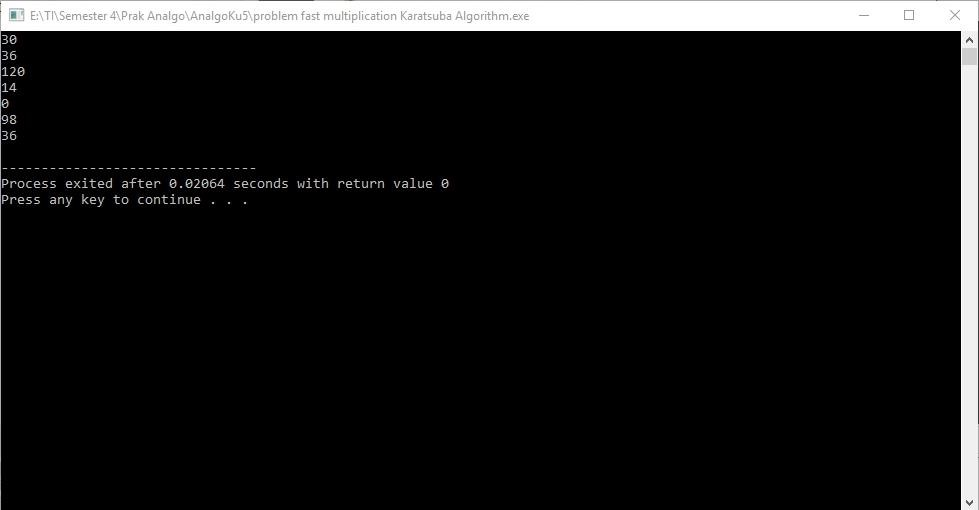 E:\TI\Semester 4\Prak Analgo\AnalgoKu5\problem fast multiplication Karatsuba Algorithm.exe
30
36
120
14
0
98
36
--------------------------------
Process exited after 0.02064 seconds with return value 0
Press any key to continue . . .